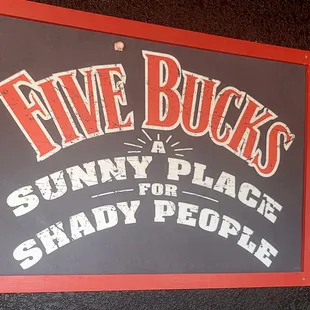 FIVE BUCKS
A
SUNNY PLACE
FOR
SHADY PEOPLE